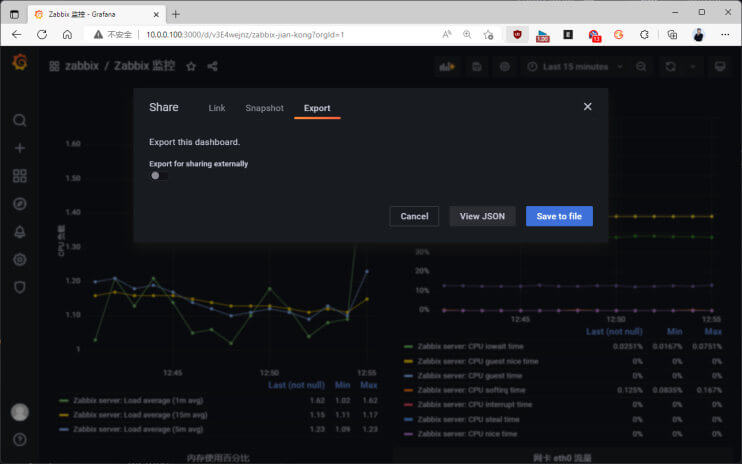 Zabbix 监控 - Grafana
不安全 10.0.0.100:3000/d/v3E4wejnz/zabbix-jian-kong?orgId=1
1.00
13
zabbix / Zabbix 监控
Last 15 minutes
Share Link Snapshot Export
Export this dashboard.
Export for sharing externally
Cancel View JSON Save to file
CPU 负载
1.60
1.50
1.40
1.30
1.20
1.10
1
12:45 12:50 12:55
Last (not null) Min Max
Zabbix server: Load average (1m avg) 1.62 1.02 1.62
Zabbix server: Load average (15m avg) 1.15 1.11 1.17
Zabbix server: Load average (5m avg) 1.23 1.09 1.23
30%
20%
10%
0%
12:45 12:50 12:55
Last (not null) Min Max
Zabbix server: CPU iowait time 0.0251% 0.0167% 0.0751%
Zabbix server: CPU guest nice time 0% 0% 0%
Zabbix server: CPU guest time 0% 0% 0%
Zabbix server: CPU softirq time 0.125% 0.0835% 0.167%
Zabbix server: CPU interrupt time 0% 0% 0%
Zabbix server: CPU steal time 0% 0% 0%
Zabbix server: CPU nice time 0% 0% 0%
内存使用百分比
网卡 eth0 流量